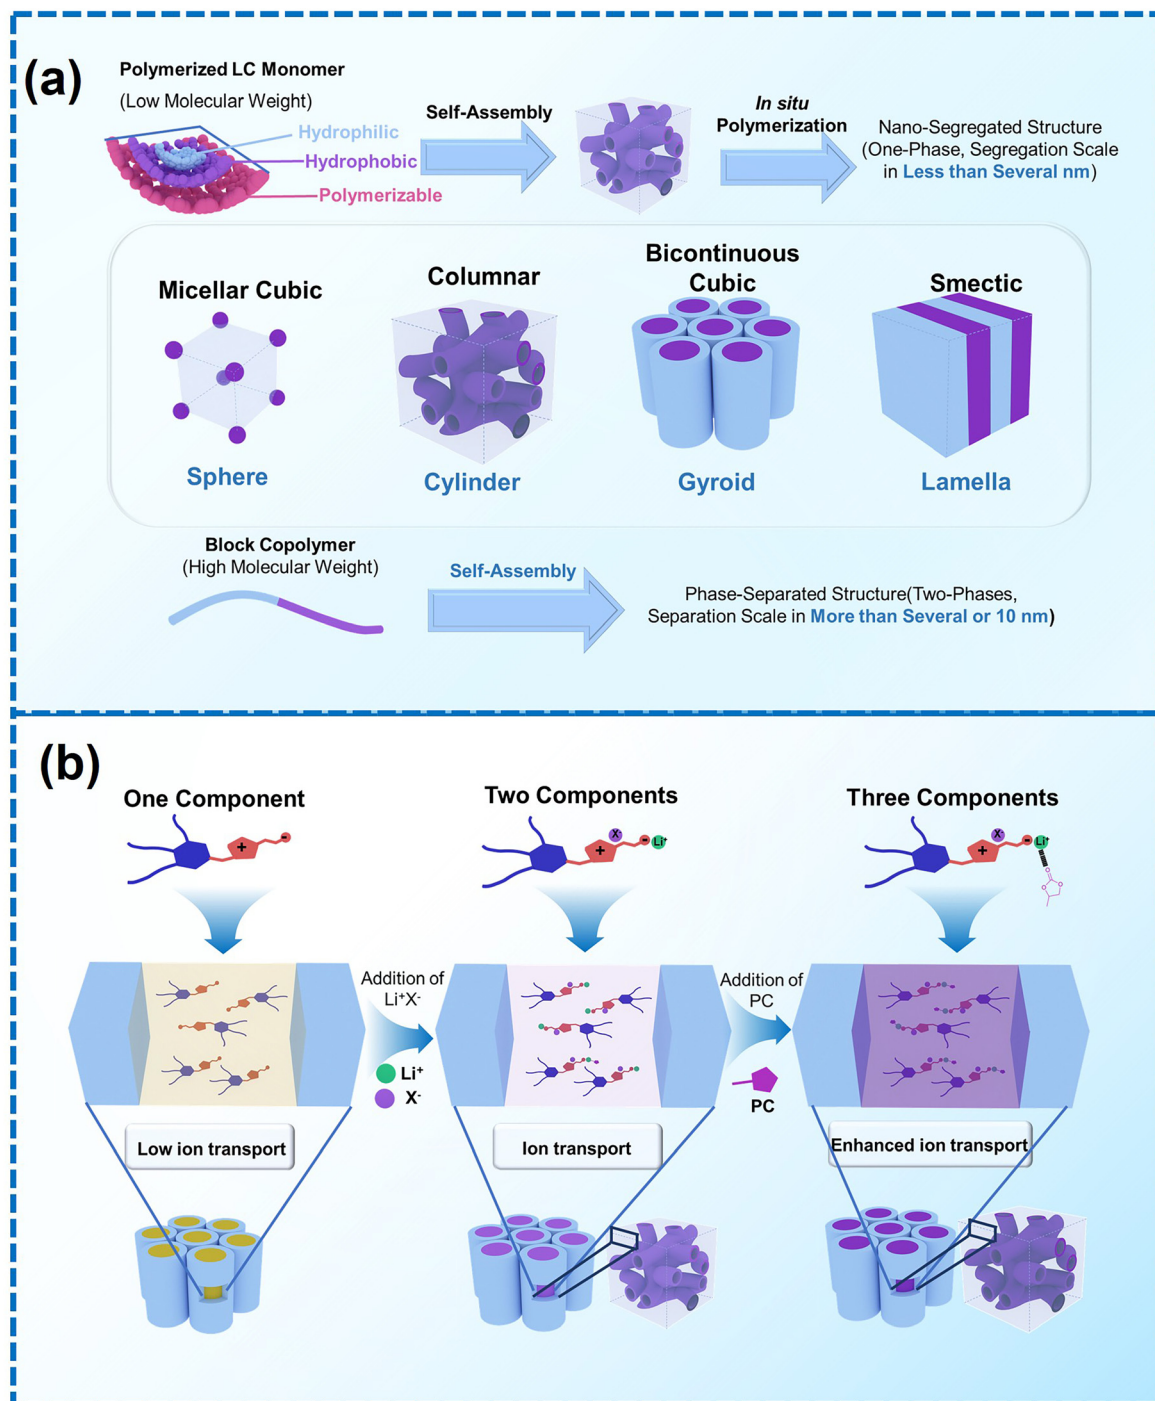 (a)
Polymerized LC Monomer
(Low Molecular Weight)
Hydrophilic
Hydrophobic
Polymerizable
Self-Assembly
In situ
Polymerization
Nano-Segregated Structure
(One-Phase, Segregation Scale
in Less than Several nm)
Micellar Cubic
Columnar
Bicontinuous
Cubic
Smectic
Sphere
Cylinder
Gyroid
Lamella
Block Copolymer
(High Molecular Weight)
Self-Assembly
Phase-Separated Structure(Two-Phases,
Separation Scale in More than Several or 10 nm)
(b)
One Component
Two Components
Three Components
+
-
+
X-
-
Li+
+
X-
-
Li+
O
O
O
Addition of
Li+X-
Li+
X-
Addition of
PC
PC
Low ion transport
Ion transport
Enhanced ion transport